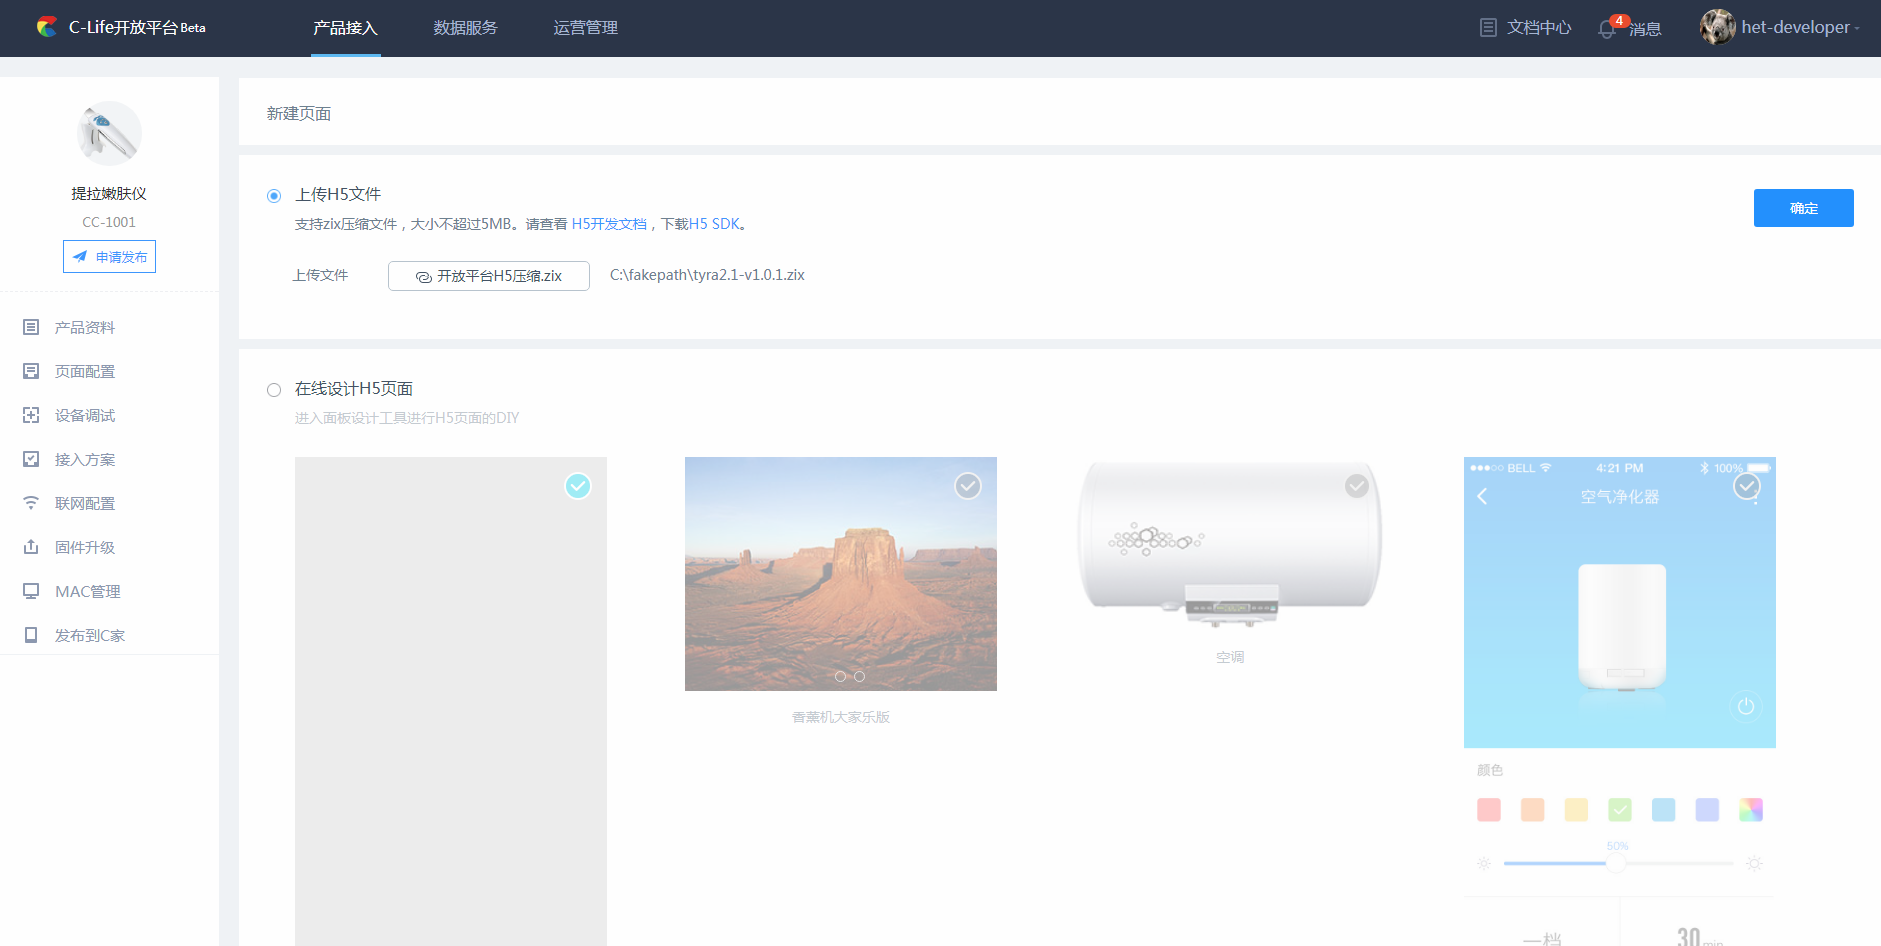 C-Life开放平台Beta
产品接入
数据服务
运营管理
文档中心
4
消息
het-developer
提拉嫩肤仪
CC-1001
申请发布
产品资料
页面配置
设备调试
接入方案
联网配置
固件升级
MAC管理
发布到C家
新建页面
上传H5文件
支持zix压缩文件，大小不超过5MB。请查看 H5开发文档，下载H5 SDK。
确定
上传文件
开放平台H5压缩.zix
C:\fakepath\tyra2.1-v1.0.1.zix
在线设计H5页面
进入面板设计工具进行H5页面的DIY
香薰机大家乐版
空调
BELL
4:21 PM
100%
空气净化器
颜色
50%
一档
30min